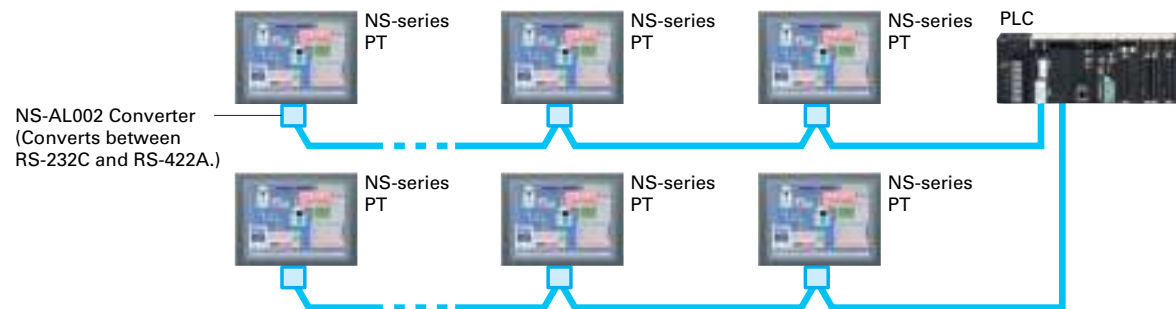 NS-series
PT
NS-series
PT
NS-series
PT
PLC
NS-AL002 Converter
(Converts between
RS-232C and RS-422A.)
NS-series
PT
NS-series
PT
NS-series
PT